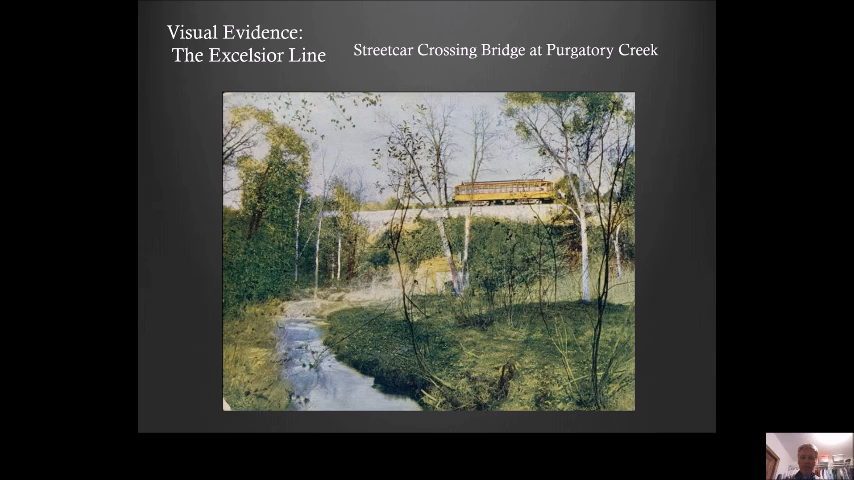 Visual Evidence:
The Excelsior Line
Streetcar Crossing Bridge at Purgatory Creek